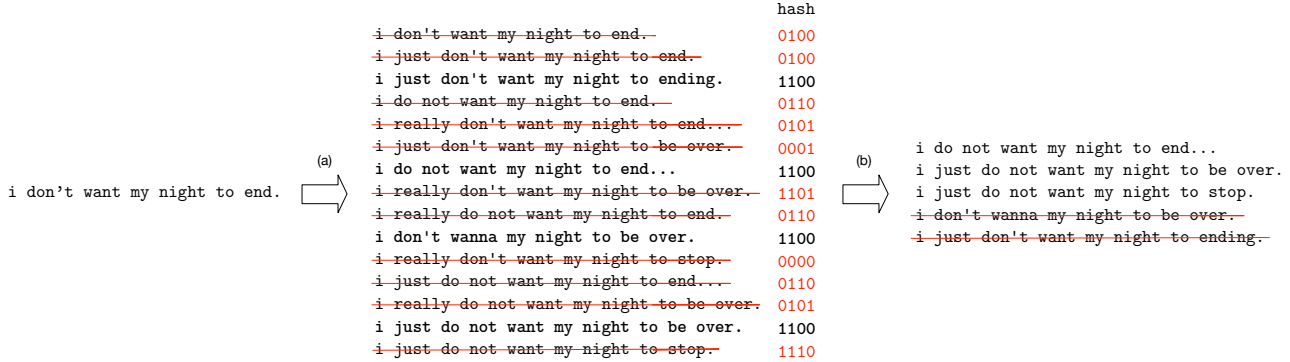 hash
i don't want my night to end. 0100
i just don't want my night to end. 0100
i just don't want my night to ending. 1100
i do not want my night to end. 0110
i really don't want my night to end... 0101
i just don't want my night to be over. 0001
i do not want my night to end... 1100
i really don't want my night to be over. 1101
i really do not want my night to end. 0110
i don't wanna my night to be over. 1100
i really don't want my night to stop. 0000
i just do not want my night to end... 0110
i really do not want my night to be over. 0101
i just do not want my night to be over. 1100
i just do not want my night to stop. 1110
(a)
i don’t want my night to end.
(b)
i do not want my night to end...
i just do not want my night to be over.
i just do not want my night to stop.
i don't wanna my night to be over.
i just don't want my night to ending.